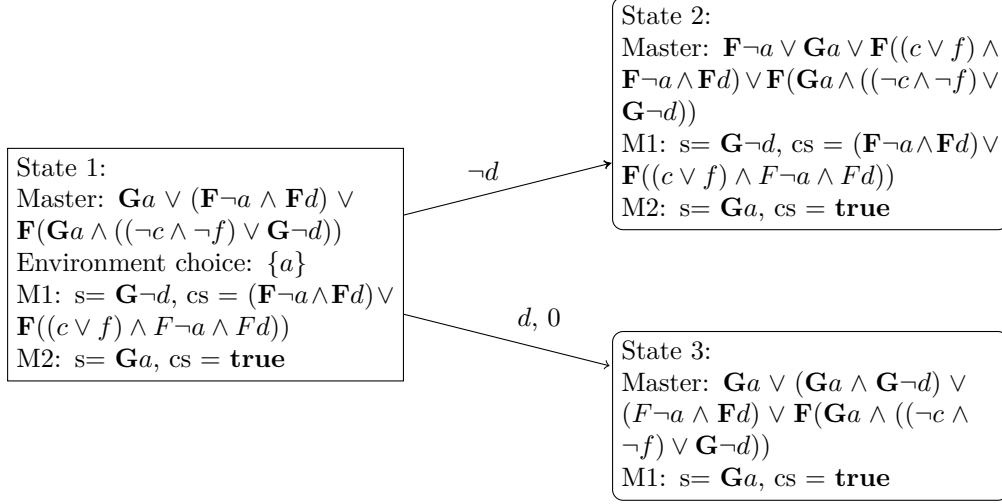 State 1:
Master: Ga ∨ (F¬a ∧ Fd) ∨
F(Ga ∧ ((¬c ∧ ¬f) ∨ G¬d))
Environment choice: {a}
M1: s= G¬d, cs = (F¬a∧Fd)∨
F((c ∨ f) ∧ F¬a ∧ Fd))
M2: s= Ga, cs = true
¬d
d, 0
State 2:
Master: F¬a ∨ Ga ∨ F((c ∨ f) ∧
F¬a ∧ Fd) ∨ F(Ga ∧ ((¬c ∧ ¬f) ∨
G¬d))
M1: s= G¬d, cs = (F¬a∧Fd)∨
F((c ∨ f) ∧ F¬a ∧ Fd))
M2: s= Ga, cs = true
State 3:
Master: Ga ∨ (Ga ∧ G¬d) ∨
(F¬a ∧ Fd) ∨ F(Ga ∧ ((¬c ∧
¬f) ∨ G¬d))
M1: s= Ga, cs = true